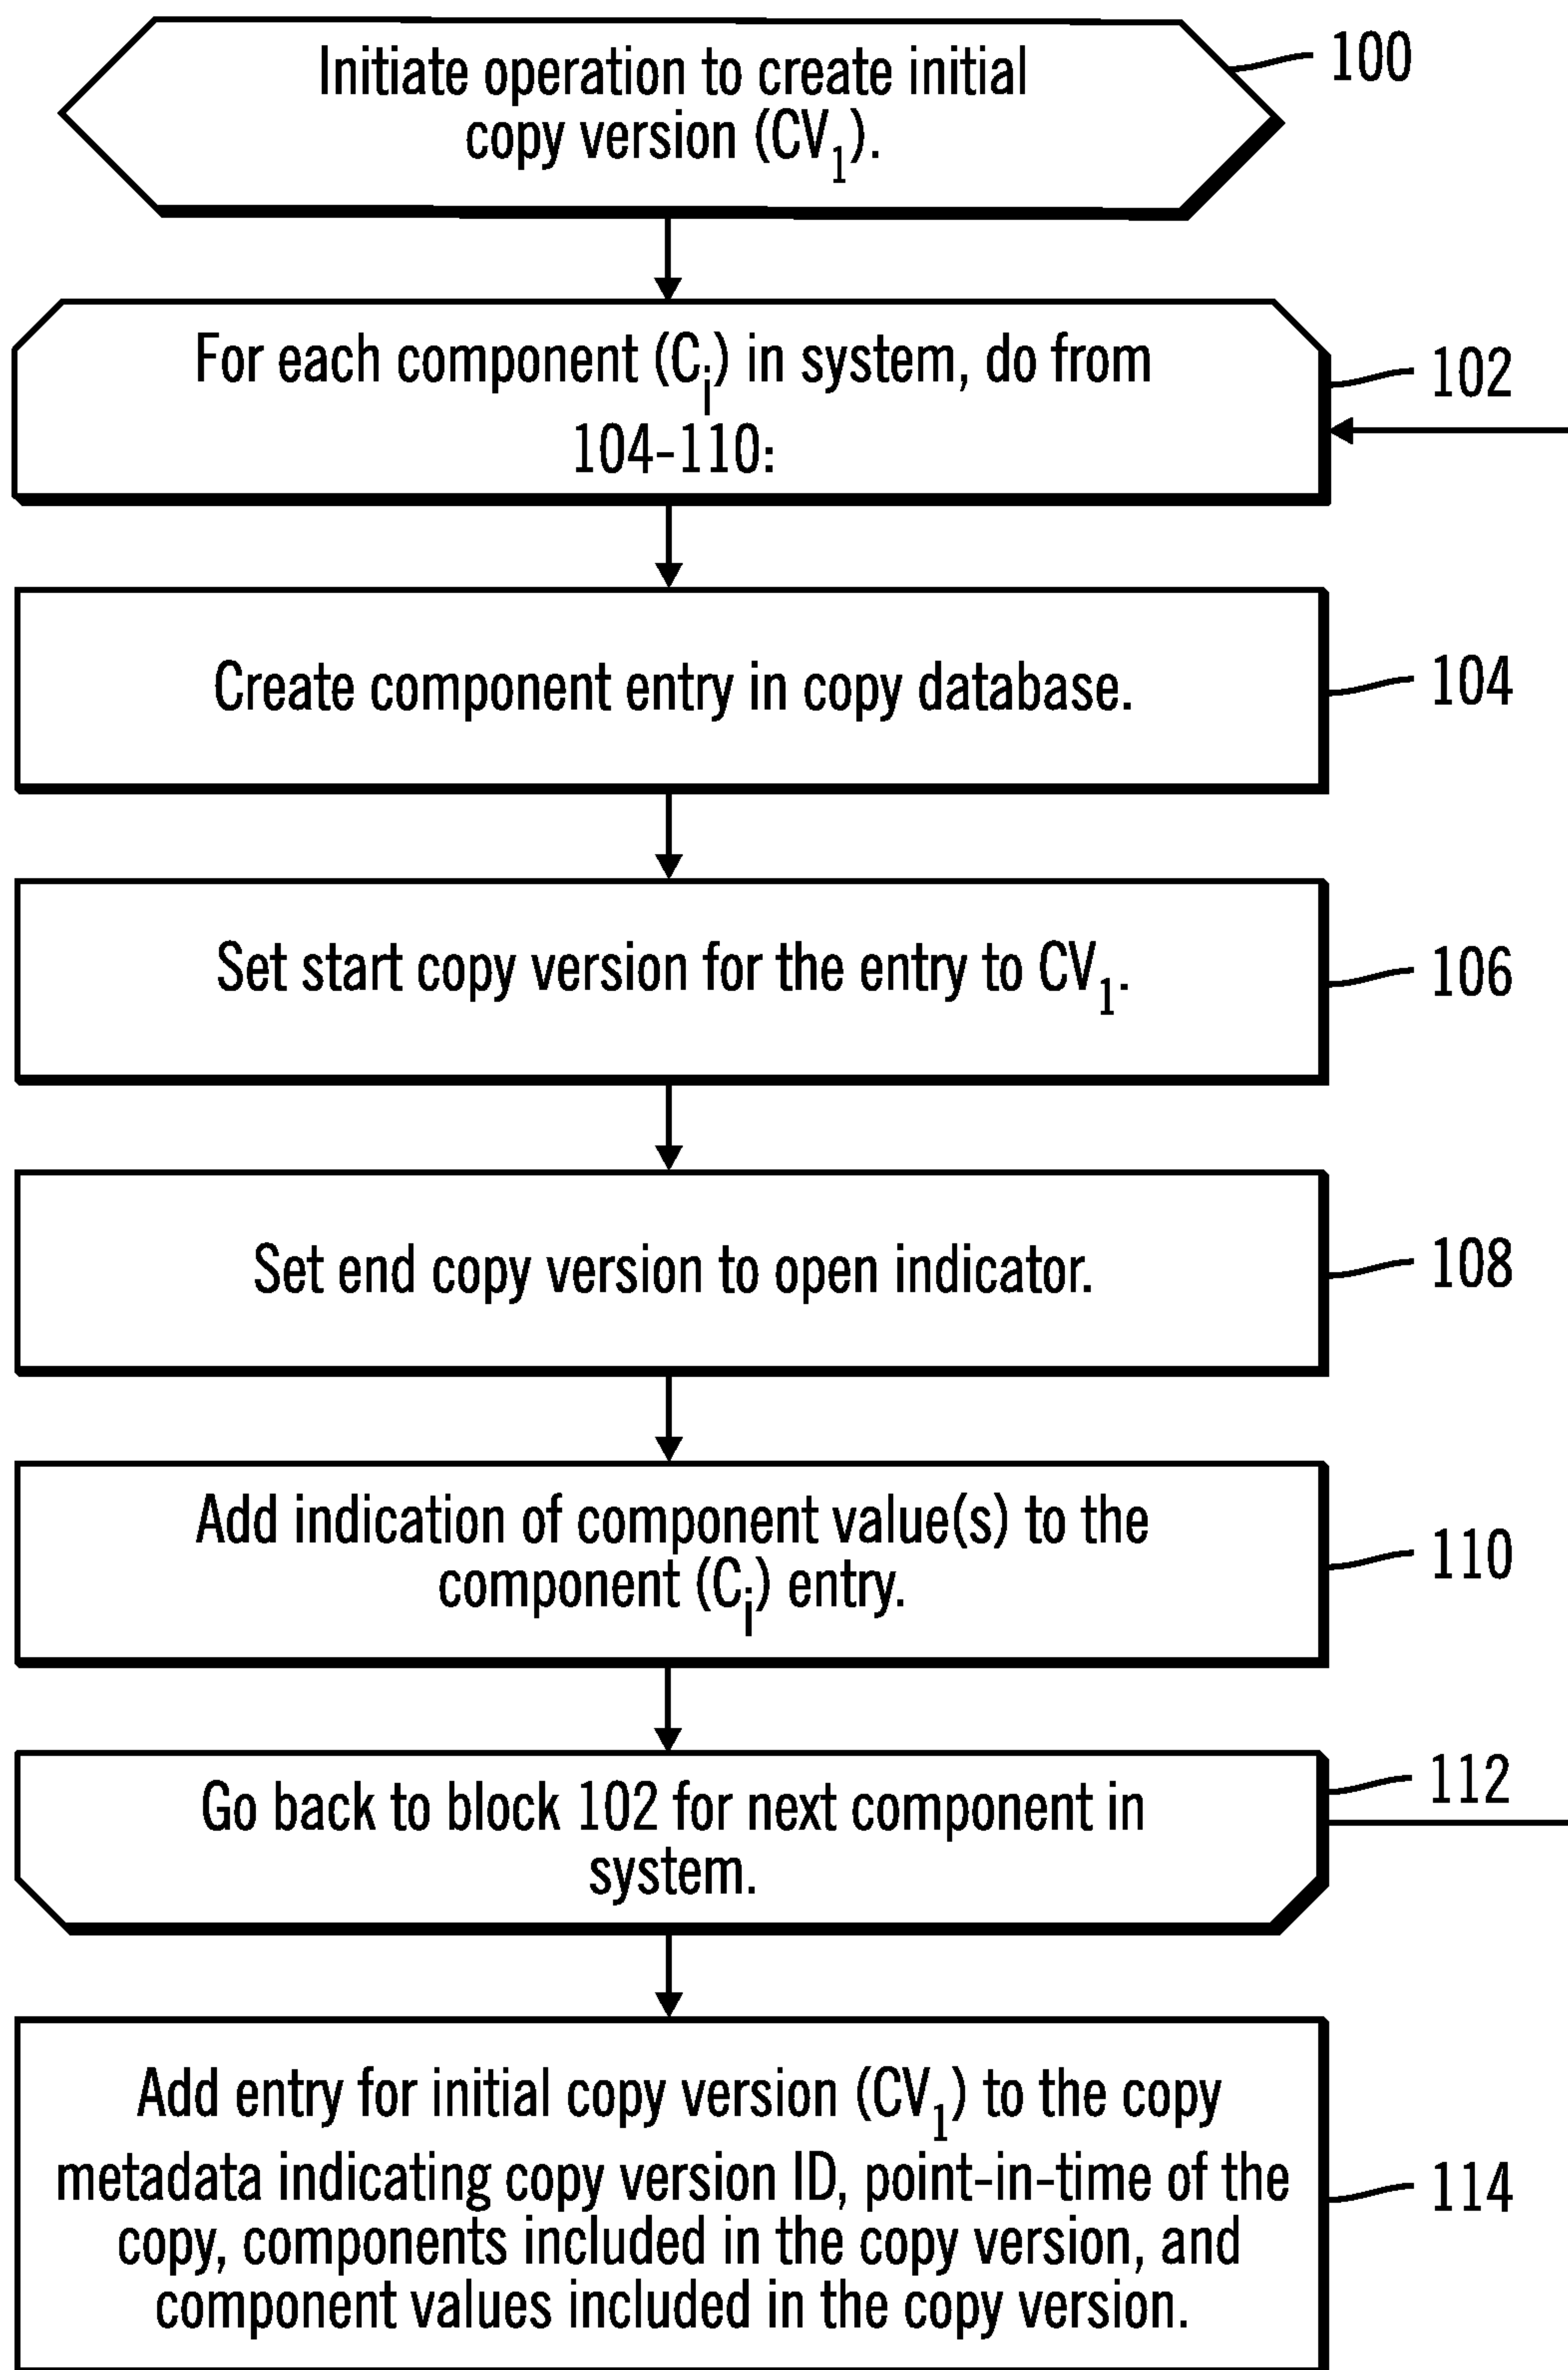 Initiate operation to create initial
copy version (CV₁).
100
For each component (Cᵢ) in system, do from
104-110:
102
Create component entry in copy database.
104
Set start copy version for the entry to CV₁.
106
Set end copy version to open indicator.
108
Add indication of component value(s) to the
component (Cᵢ) entry.
110
Go back to block 102 for next component in
system.
112
Add entry for initial copy version (CV₁) to the copy
metadata indicating copy version ID, point-in-time of the
copy, components included in the copy version, and
component values included in the copy version.
114